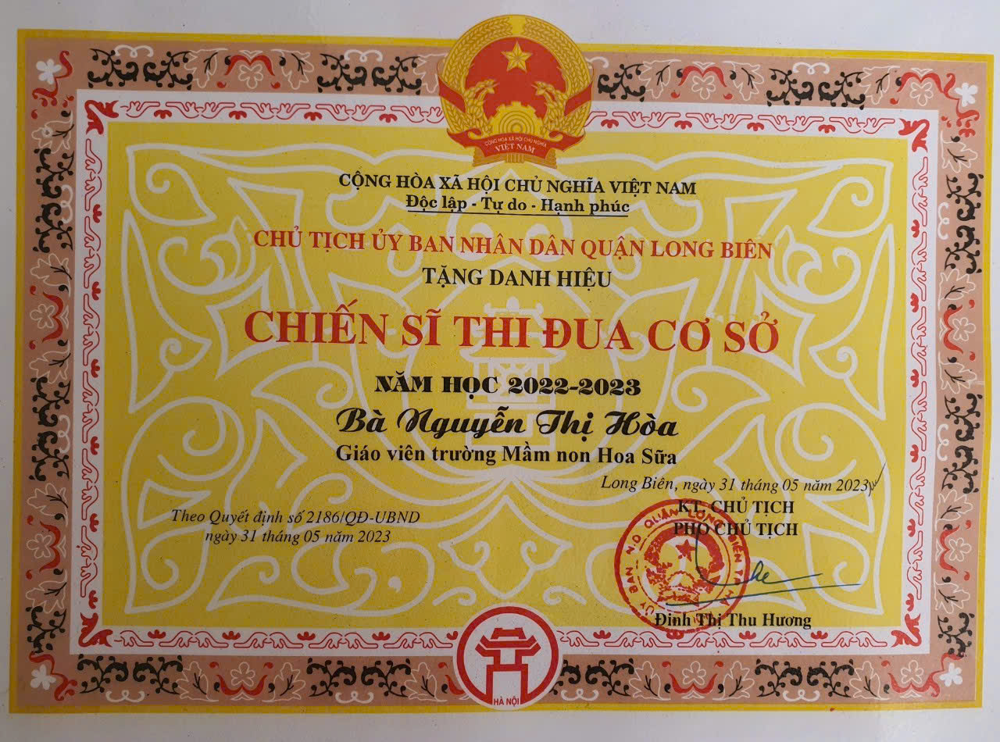 CỘNG HÒA XÃ HỘI CHỦ NGHĨA
VIỆT NAM
CỘNG HÒA XÃ HỘI CHỦ NGHĨA VIỆT NAM
Độc lập - Tự do - Hạnh phúc
CHỦ TỊCH ỦY BAN NHÂN DÂN QUẬN LONG BIÊN
TẶNG DANH HIỆU
CHIẾN SĨ THI ĐUA CƠ SỞ
NĂM HỌC 2022-2023
Bà Nguyễn Thị Hòa
Giáo viên trường Mầm non Hoa Sữa
Long Biên, ngày 31 tháng 05 năm 2023
Theo Quyết định số 2186/QĐ-UBND
ngày 31 tháng 05 năm 2023
KT. CHỦ TỊCH
PHÓ CHỦ TỊCH
ỦY BAN N.D QUẬN LONG BIÊN
Đinh Thị Thu Hương
HÀ NỘI